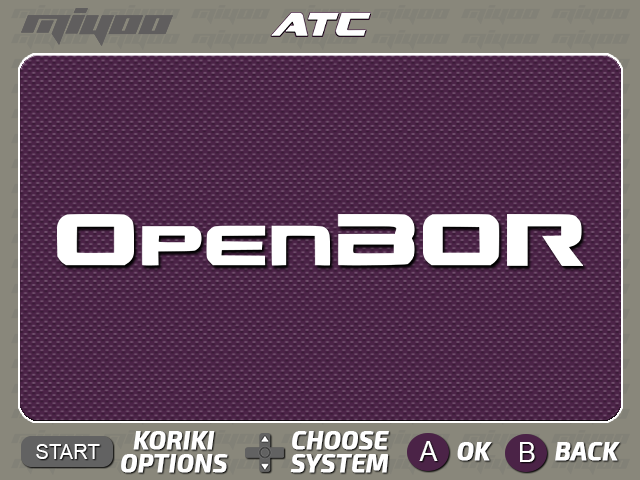 miyoo
ATC
OpenBOR
START
KORIKI
OPTIONS
CHOOSE
SYSTEM
A OK
B BACK